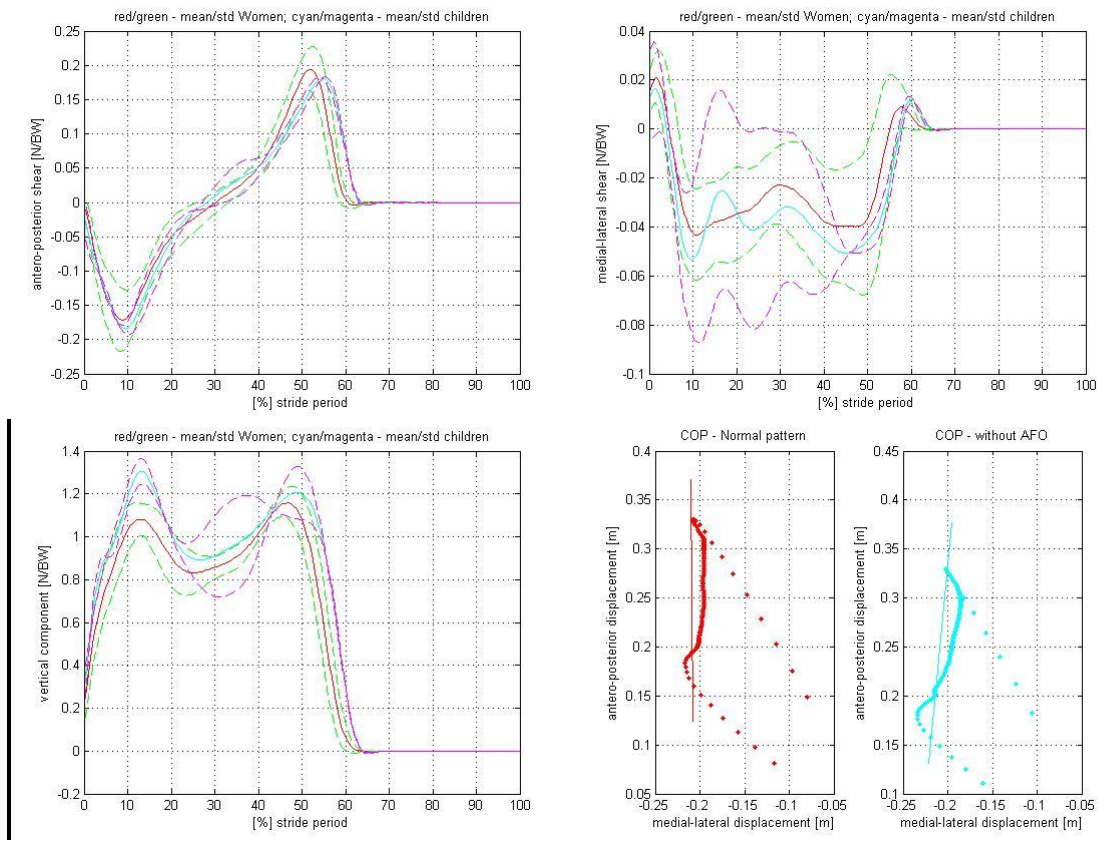 red/green - mean/std Women; cyan/magenta - mean/std children
0.25
0.2
0.15
0.1
0.05
0
-0.05
-0.1
-0.15
-0.2
-0.25
antero-posterior shear [N/BW]
0 10 20 30 40 50 60 70 80 90 100
[%] stride period
red/green - mean/std Women; cyan/magenta - mean/std children
0.04
0.02
0
-0.02
-0.04
-0.06
-0.08
-0.1
medial-lateral shear [N/BW]
0 10 20 30 40 50 60 70 80 90 100
[%] stride period
red/green - mean/std Women; cyan/magenta - mean/std children
1.4
1.2
1
0.8
0.6
0.4
0.2
0
-0.2
vertical component [N/BW]
0 10 20 30 40 50 60 70 80 90 100
[%] stride period
COP - Normal pattern
0.4
0.35
0.3
0.25
0.2
0.15
0.1
0.05
antero-posterior displacement [m]
-0.25 -0.2 -0.15 -0.1 -0.05
medial-lateral displacement [m]
COP - without AFO
0.45
0.4
0.35
0.3
0.25
0.2
0.15
0.1
antero-posterior displacement [m]
-0.25 -0.2 -0.15 -0.1 -0.05
medial-lateral displacement [m]